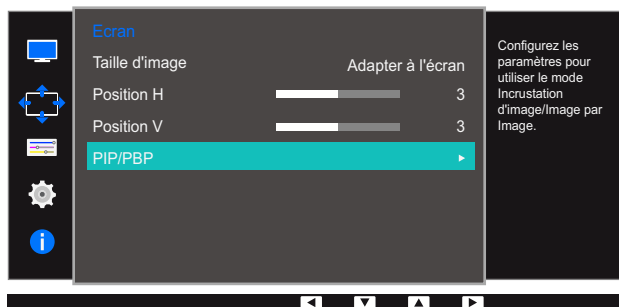 Ecran
Taille d'image Adapter à l'écran
Position H 3
Position V 3
PIP/PBP
Configurez les
paramètres pour
utiliser le mode
Incrustation
d'image/Image par
Image.